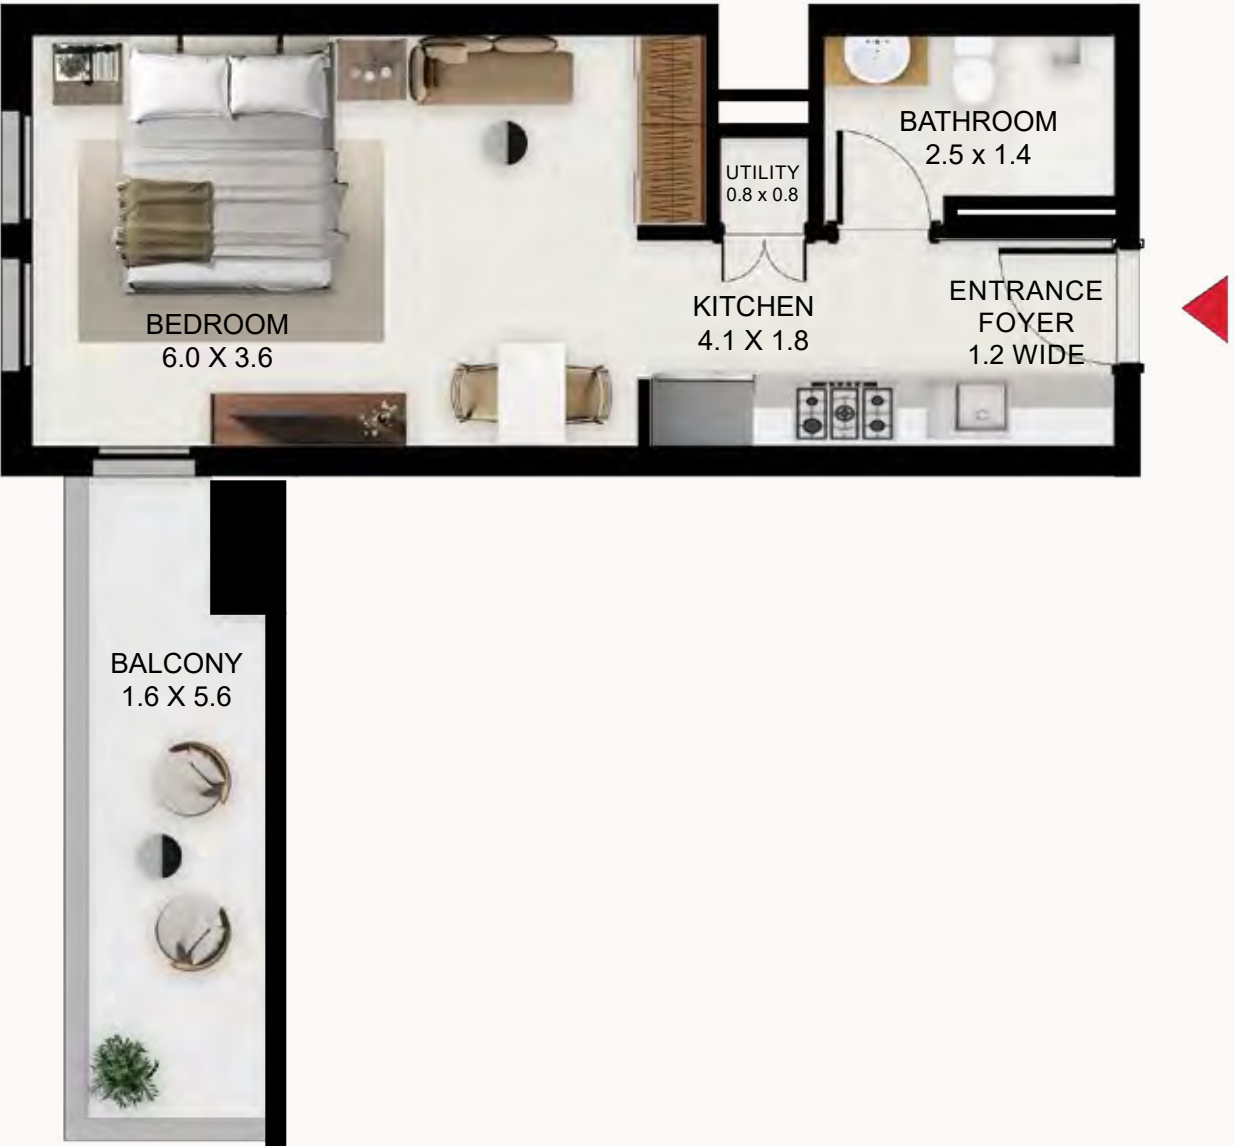 BATHROOM
2.5 x 1.4
UTILITY
0.8 x 0.8
ENTRANCE
FOYER
1.2 WIDE
KITCHEN
4.1 X 1.8
BEDROOM
6.0 X 3.6
BALCONY
1.6 X 5.6